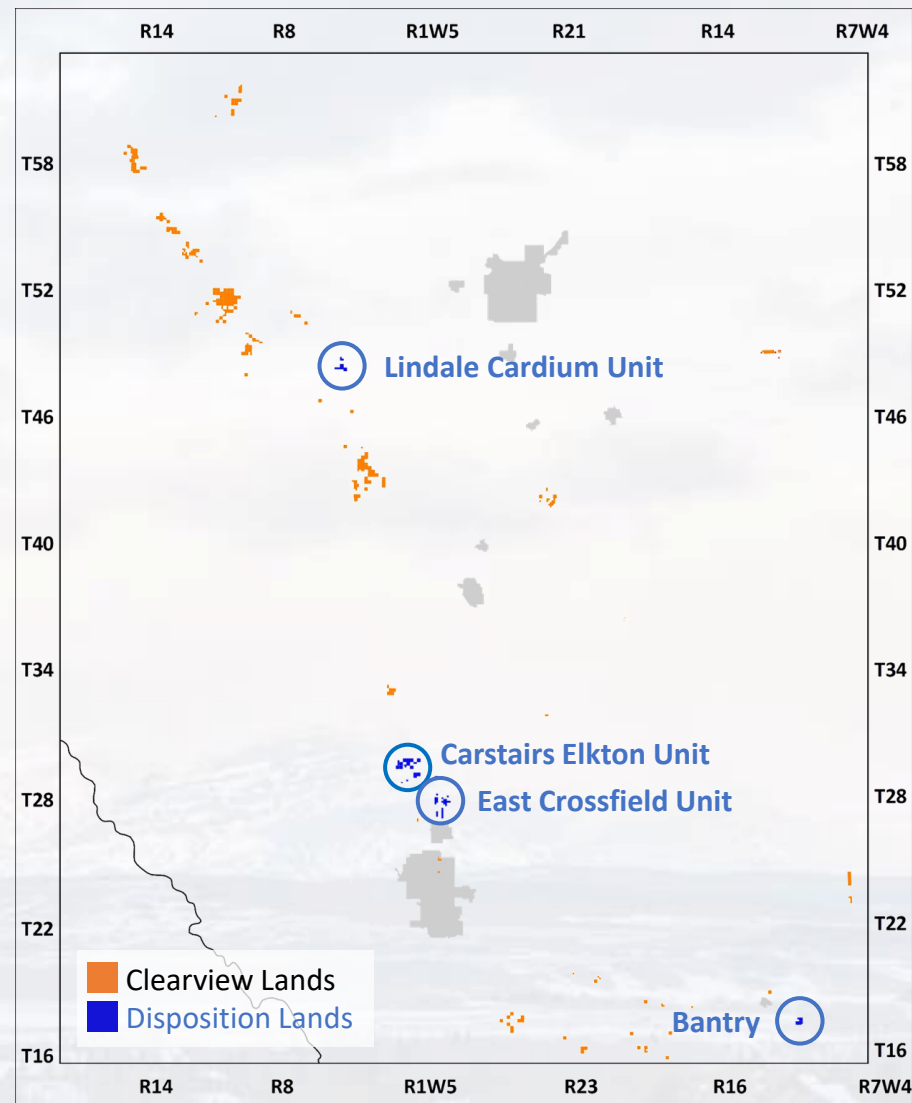 R14 R8 R1W5 R21 R14 R7W4
T58 T58
T52 T52
Lindale Cardium Unit
T46 T46
T40 T40
T34 T34
Carstairs Elkton Unit
T28 East Crossfield Unit T28
T22 T22
Clearview Lands
Disposition Lands
Bantry
T16 T16
R14 R8 R1W5 R23 R16 R7W4